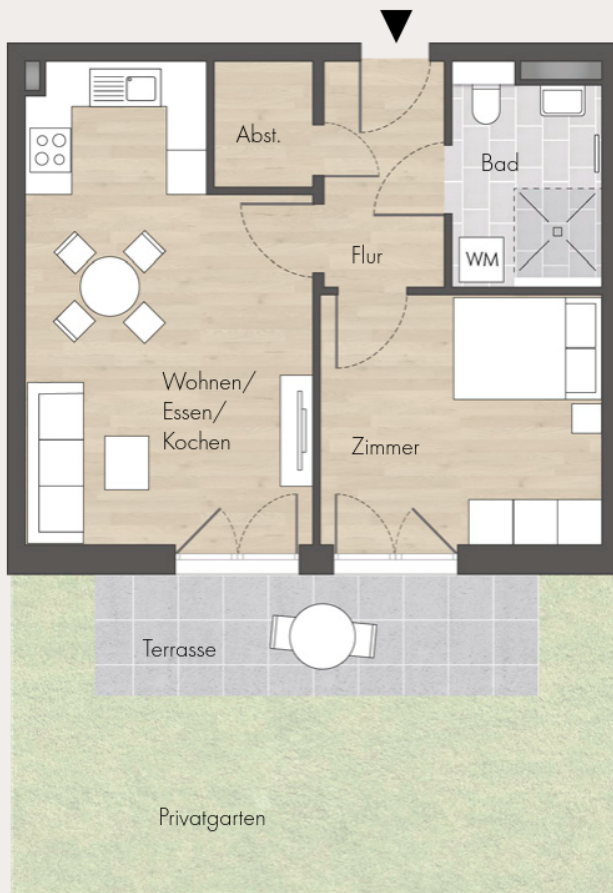 Abst.
Bad
Flur
WM
Wohnen/
Essen/
Kochen
Zimmer
Terrasse
Privatgarten